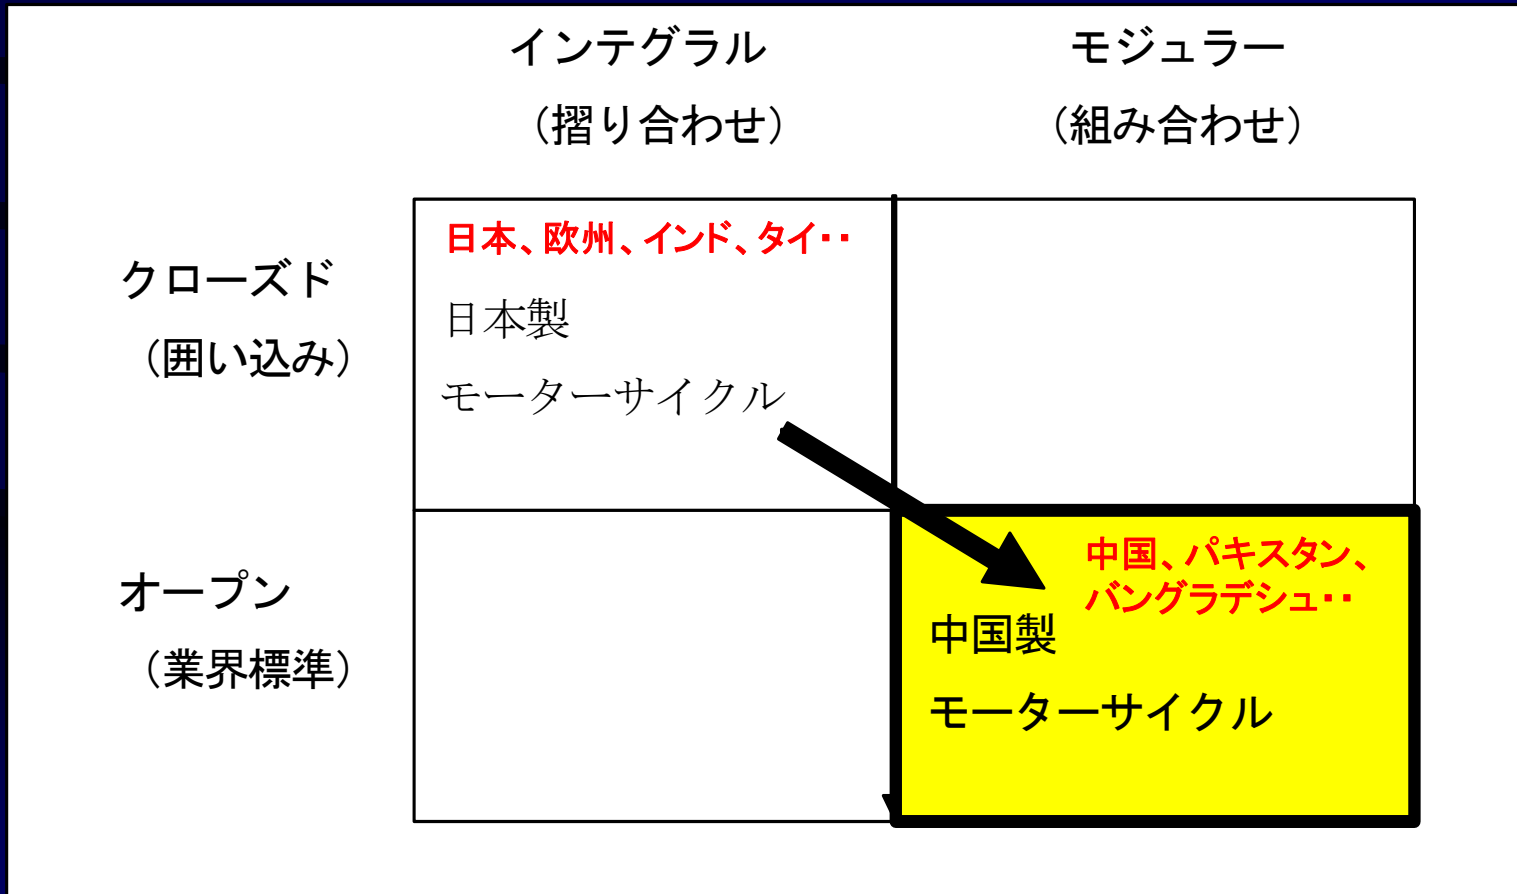 インテグラル
モジュラー
（摺り合わせ）
（組み合わせ）
クローズド
（囲い込み）
日本、欧州、インド、タイ・・
日本製
モーターサイクル
オープン
（業界標準）
中国、パキスタン、
バングラデシュ・・
中国製
モーターサイクル